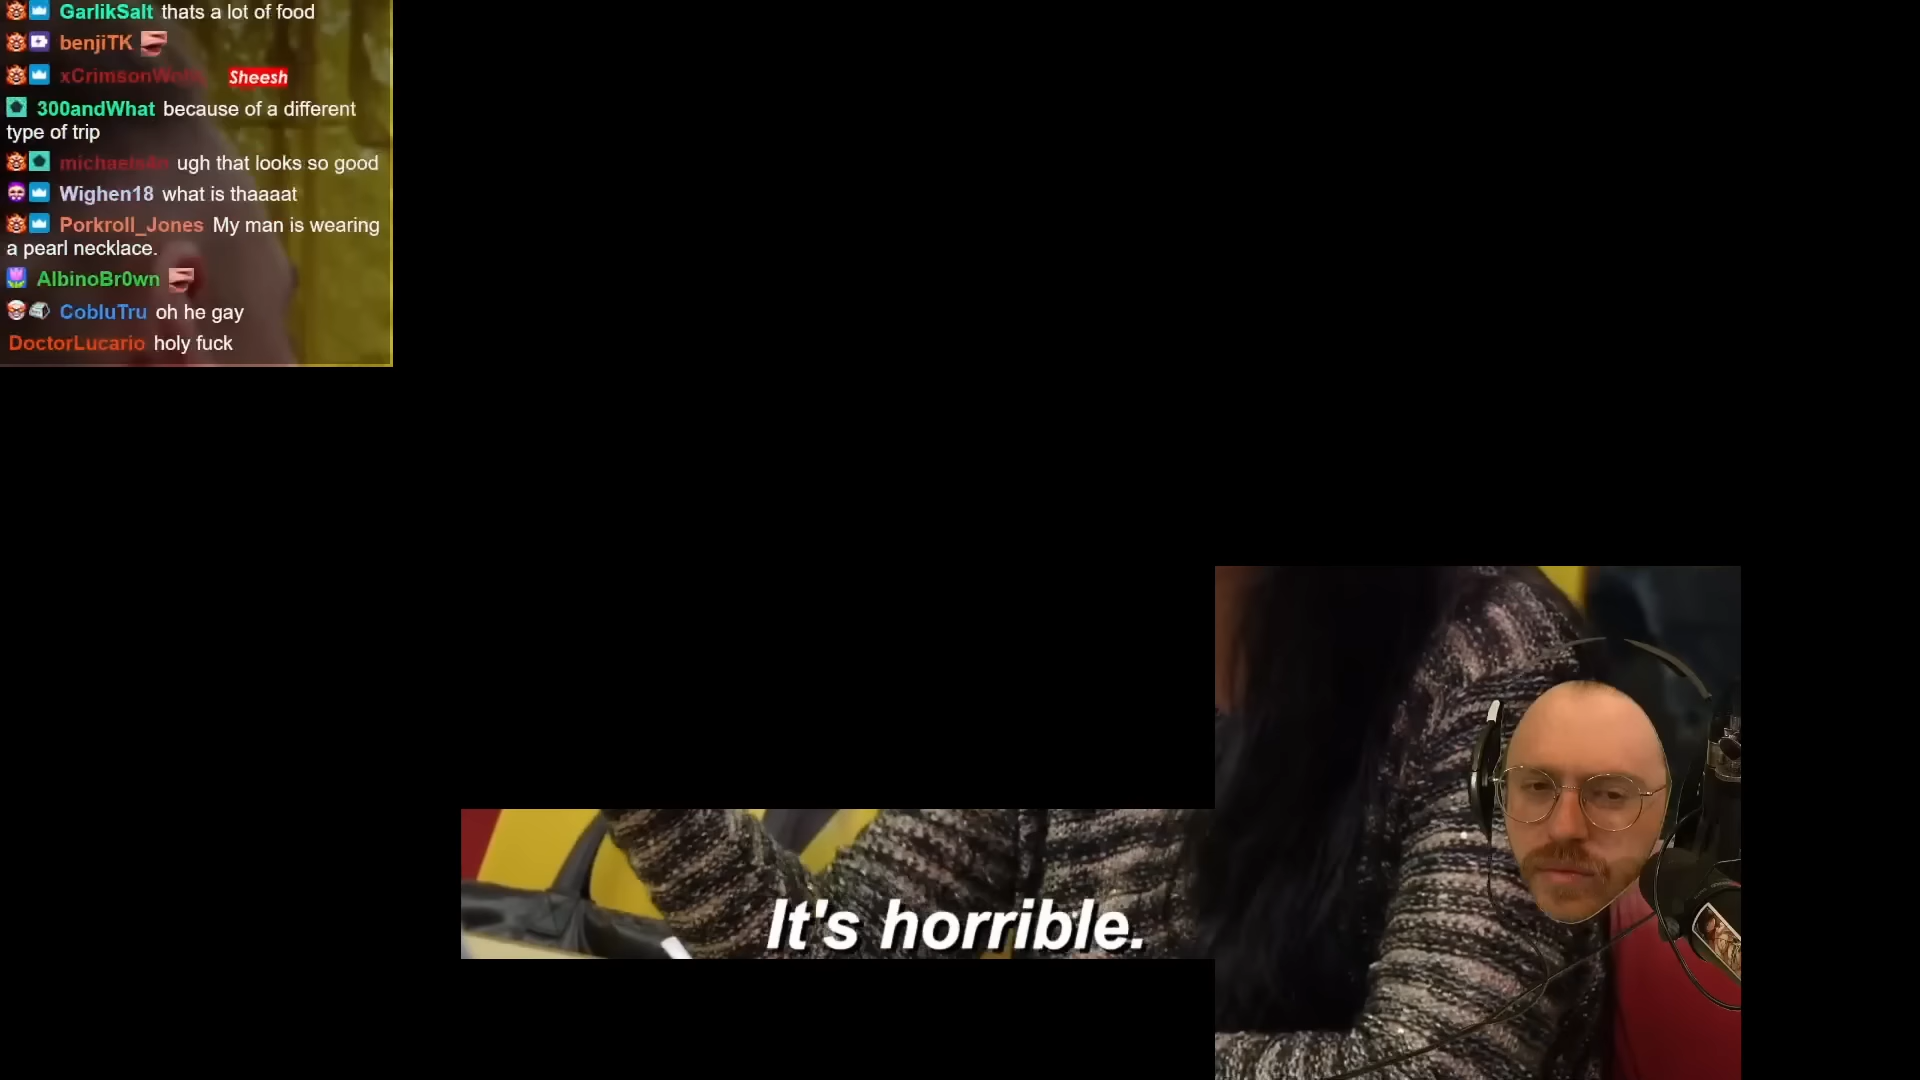 GarlikSalt thats a lot of food
benjiTK
Sheesh
300andWhat because of a different
type of trip
ugh that looks so good
Wighen18 what is thaaaat
Porkroll_Jones My man is wearing
a pearl necklace.
AlbinoBr0wn
CobluTru oh he gay
DoctorLucario holy fuck
It's horrible.